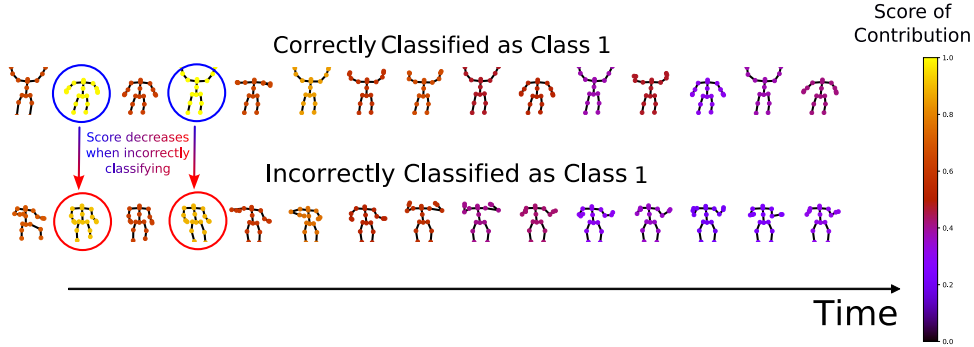 Score of
Contribution
Correctly Classified as Class 1
1.0
0.8
0.6
0.4
0.2
0.0
Score decreases
when incorrectly
classifying
Incorrectly Classified as Class 1
Time